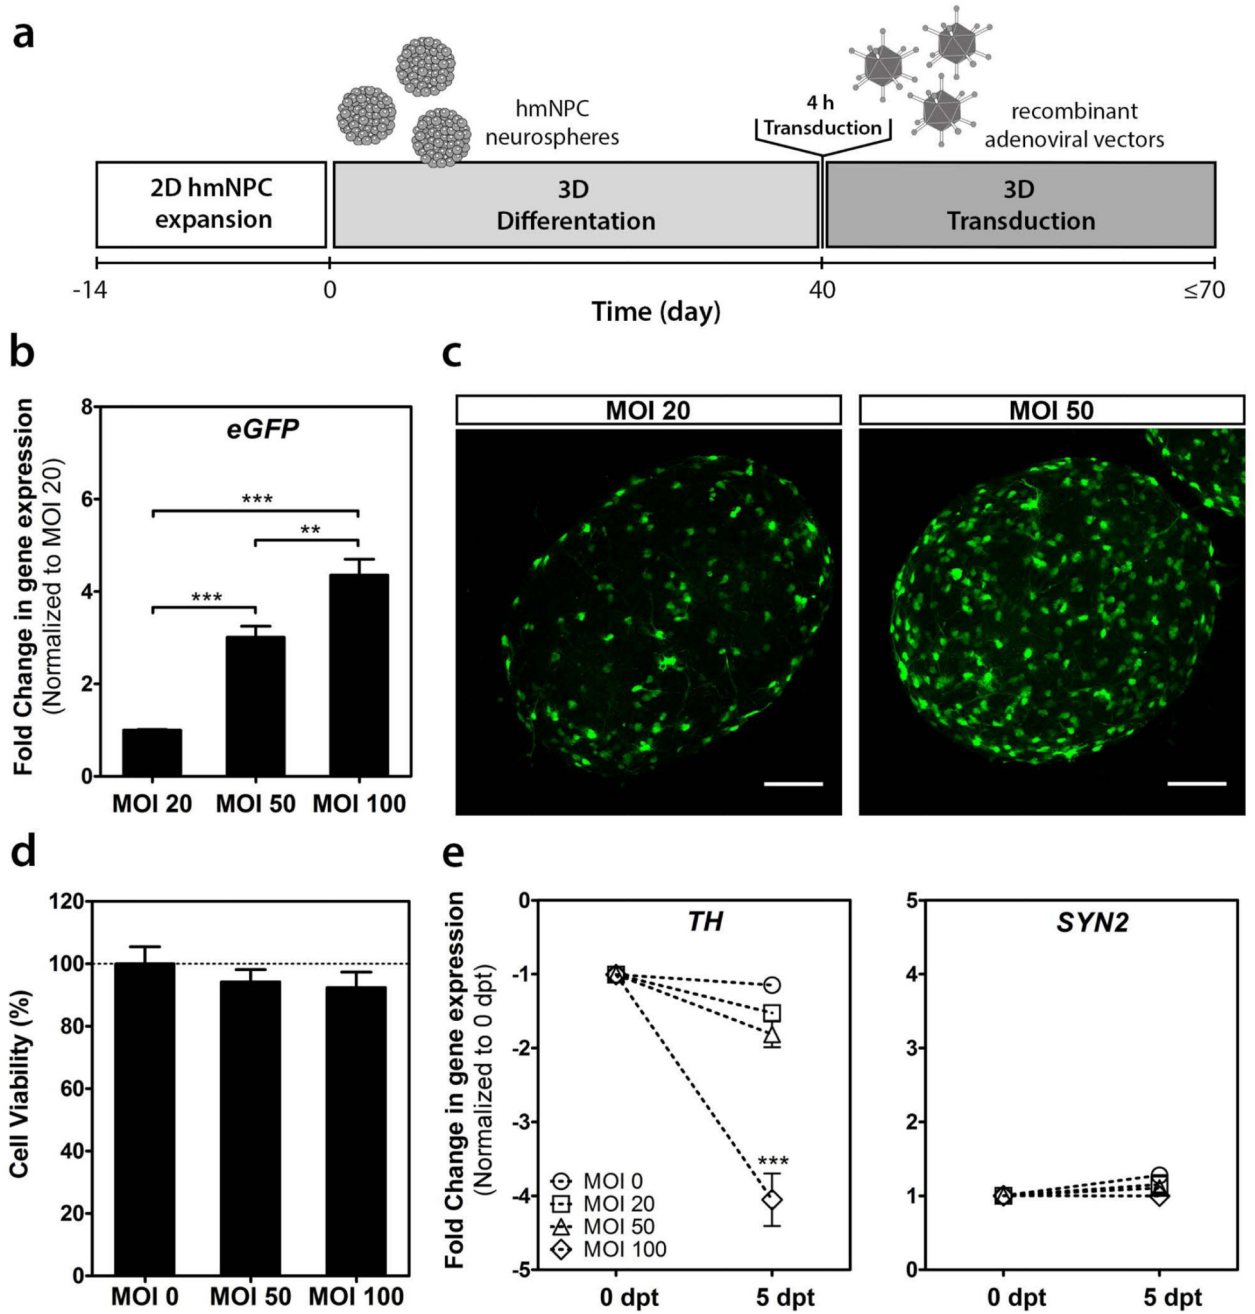 a
hmNPC
neurospheres
4 h
Transduction
recombinant
adenoviral vectors
2D hmNPC
expansion
3D
Differentation
3D
Transduction
-14
0
40
≤70
Time (day)
b
Fold Change in gene expression
(Normalized to MOI 20)
8
6
4
2
0
eGFP
***
**
***
MOI 20
MOI 50
MOI 100
c
MOI 20
MOI 50
d
Cell Viability (%)
120
100
80
60
40
20
0
MOI 0
MOI 50
MOI 100
e
Fold Change in gene expression
(Normalized to 0 dpt)
0
-1
-2
-3
-4
-5
TH
***
MOI 0
MOI 20
MOI 50
MOI 100
0 dpt
5 dpt
5
4
3
2
1
0
SYN2
0 dpt
5 dpt